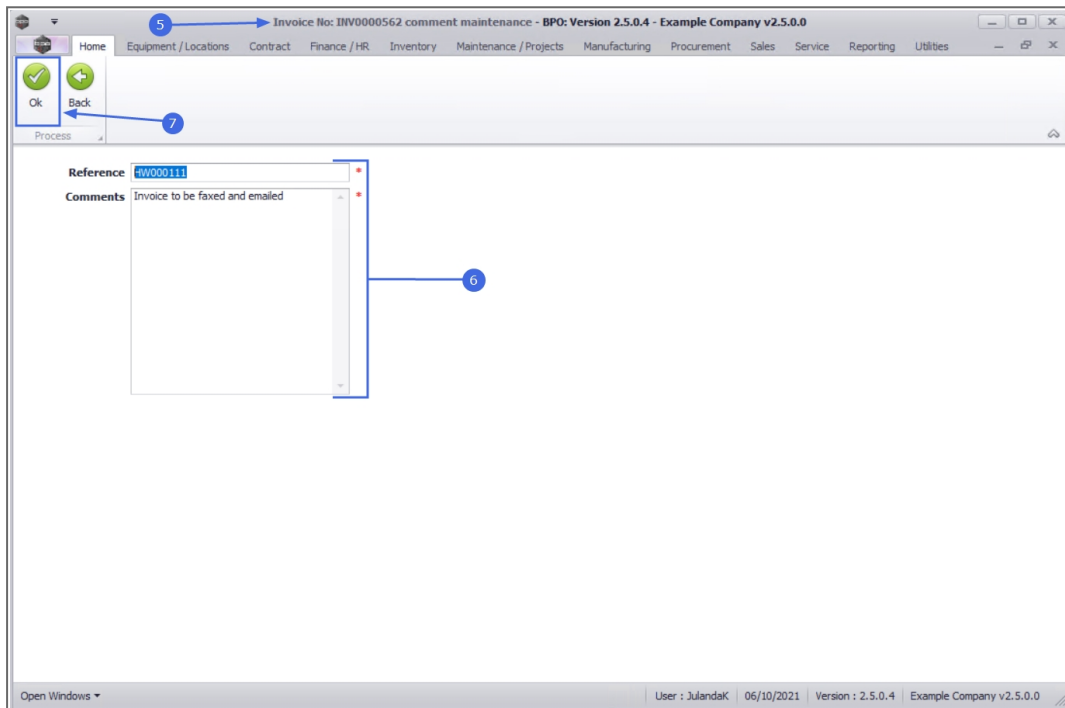 5
Invoice No: INV0000562 comment maintenance - BPO: Version 2.5.0.4 - Example Company v2.5.0.0
Home Equipment / Locations Contract Finance / HR Inventory Maintenance / Projects Manufacturing Procurement Sales Service Reporting Utilities
Ok Back
7
Process
Reference HW000111 *
Comments Invoice to be faxed and emailed *
6
Open Windows User : JulandaK 06/10/2021 Version : 2.5.0.4 Example Company v2.5.0.0